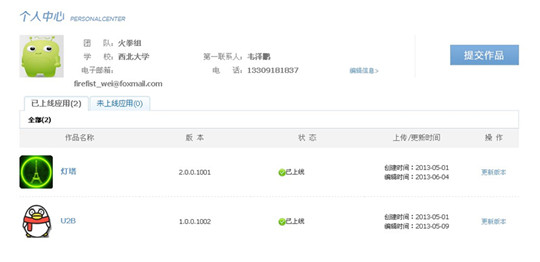 个人中心 PERSONALCENTER
团 队：火拳组
学 校：西北大学 第一联系人：韦泽鹏
电子邮箱： 电 话：13309181837 编辑信息>
firefist_wei@foxmail.com
提交作品
已上线应用(2) 未上线应用(0)
全部(2)
作品名称 版 本 状 态 上传/更新时间 操 作
灯塔 2.0.0.1001 已上线 创建时间：2013-05-01 更新版本
编辑时间：2013-06-04
U2B 1.0.0.1002 已上线 创建时间：2013-05-01 更新版本
编辑时间：2013-05-09